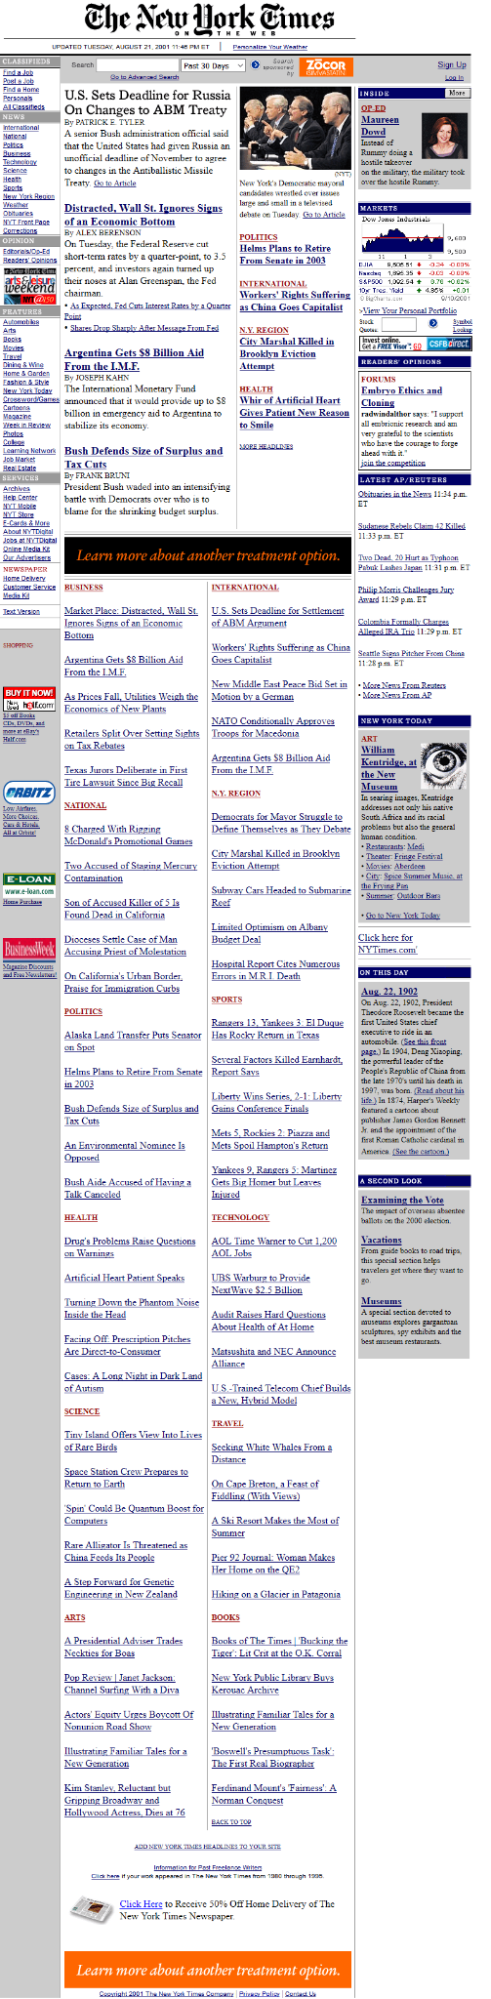 The New York Times
ON THE WEB
UPDATED TUESDAY, AUGUST 21, 2001 11:46 PM ET | Personalize Your Weather
CLASSIFIEDS
Find a Job
Post a Job
Find a Home
Personals
All Classifieds
NEWS
International
National
Politics
Business
Technology
Science
Health
Sports
New York Region
Weather
Obituaries
NYT Front Page
Corrections
OPINION
Editorials/Op-Ed
Readers' Opinions
arts&leisure
weekend
FEATURES
Automobiles
Arts
Books
Movies
Travel
Dining & Wine
Home & Garden
Fashion & Style
New York Today
Crossword/Games
Cartoons
Magazine
Week in Review
Photos
College
Learning Network
Job Market
Real Estate
SERVICES
Archives
Help Center
NYT Mobile
NYT Store
E-Cards & More
About NYTDigital
Jobs at NYTDigital
Online Media Kit
Our Advertisers
NEWSPAPER
Home Delivery
Customer Service
Media Kit
Text Version
SHOPPING
BUY IT NOW!
half.com
CDs, DVDs, and
more at eBay's
Half.com
ORBITZ
Low Airfares,
More Choices,
Cars & Hotels,
All at Orbitz!
E-LOAN
www.e-loan.com
Home Purchase
BusinessWeek
Magazine Discounts
and Free Newsletters!
Search
Past 30 Days
Go to Advanced Search
Search sponsored by
ZOCOR
Sign Up
Log In
U.S. Sets Deadline for Russia
On Changes to ABM Treaty
By PATRICK E. TYLER
A senior Bush administration official said
that the United States had given Russia an
unofficial deadline of November to agree
to changes in the Antiballistic Missile
Treaty. Go to Article
Distracted, Wall St. Ignores Signs
of an Economic Bottom
By ALEX BERENSON
On Tuesday, the Federal Reserve cut
short-term rates by a quarter-point, to 3.5
percent, and investors again turned up
their noses at Alan Greenspan, the Fed
chairman.
• As Expected, Fed Cuts Interest Rates by a Quarter
Point
• Shares Drop Sharply After Message From Fed
Argentina Gets $8 Billion Aid
From the I.M.F.
By JOSEPH KAHN
The International Monetary Fund
announced that it would provide up to $8
billion in emergency aid to Argentina to
stabilize its economy.
Bush Defends Size of Surplus and
Tax Cuts
By FRANK BRUNI
President Bush waded into an intensifying
battle with Democrats over who is to
blame for the shrinking budget surplus.
(NYT)
New York's Democratic mayoral
candidates wrestled over issues
large and small in a televised
debate on Tuesday. Go to Article
POLITICS
Helms Plans to Retire
From Senate in 2003
INTERNATIONAL
Workers' Rights Suffering
as China Goes Capitalist
N.Y. REGION
City Marshal Killed in
Brooklyn Eviction
Attempt
HEALTH
Whir of Artificial Heart
Gives Patient New Reason
to Smile
MORE HEADLINES
Learn more about another treatment option.
BUSINESS
Market Place: Distracted, Wall St.
Ignores Signs of an Economic
Bottom
Argentina Gets $8 Billion Aid
From the I.M.F.
As Prices Fall, Utilities Weigh the
Economics of New Plants
Retailers Split Over Setting Sights
on Tax Rebates
Texas Jurors Deliberate in First
Tire Lawsuit Since Big Recall
NATIONAL
8 Charged With Rigging
McDonald's Promotional Games
Two Accused of Staging Mercury
Contamination
Son of Accused Killer of 5 Is
Found Dead in California
Dioceses Settle Case of Man
Accusing Priest of Molestation
On California's Urban Border,
Praise for Immigration Curbs
POLITICS
Alaska Land Transfer Puts Senator
on Spot
Helms Plans to Retire From Senate
in 2003
Bush Defends Size of Surplus and
Tax Cuts
An Environmental Nominee Is
Opposed
Bush Aide Accused of Having a
Talk Canceled
HEALTH
Drug's Problems Raise Questions
on Warnings
Artificial Heart Patient Speaks
Turning Down the Phantom Noise
Inside the Head
Facing Off: Prescription Pitches
Are Direct-to-Consumer
Cases: A Long Night in Dark Land
of Autism
SCIENCE
Tiny Island Offers View Into Lives
of Rare Birds
Space Station Crew Prepares to
Return to Earth
'Spin' Could Be Quantum Boost for
Computers
Rare Alligator Is Threatened as
China Feeds Its People
A Step Forward for Genetic
Engineering in New Zealand
ARTS
A Presidential Adviser Trades
Neckties for Boas
Pop Review | Janet Jackson:
Channel Surfing With a Diva
Actors' Equity Urges Boycott Of
Nonunion Road Show
Illustrating Familiar Tales for a
New Generation
Kim Stanley, Reluctant but
Gripping Broadway and
Hollywood Actress, Dies at 76
INTERNATIONAL
U.S. Sets Deadline for Settlement
of ABM Argument
Workers' Rights Suffering as China
Goes Capitalist
New Middle East Peace Bid Set in
Motion by a German
NATO Conditionally Approves
Troops for Macedonia
Argentina Gets $8 Billion Aid
From the I.M.F.
N.Y. REGION
Democrats for Mayor Struggle to
Define Themselves as They Debate
City Marshal Killed in Brooklyn
Eviction Attempt
Subway Cars Headed to Submarine
Reef
Limited Optimism on Albany
Budget Deal
Hospital Report Cites Numerous
Errors in M.R.I. Death
SPORTS
Rangers 13, Yankees 3: El Duque
Has Rocky Return in Texas
Several Factors Killed Earnhardt,
Report Says
Liberty Wins Series, 2-1: Liberty
Gains Conference Finals
Mets 5, Rockies 2: Piazza and
Mets Spoil Hampton's Return
Yankees 9, Rangers 5: Martinez
Gets Big Homer but Leaves
Injured
TECHNOLOGY
AOL Time Warner to Cut 1,200
AOL Jobs
UBS Warburg to Provide
NextWave $2.5 Billion
Audit Raises Hard Questions
About Health of At Home
Matsushita and NEC Announce
Alliance
U.S.-Trained Telecom Chief Builds
a New, Hybrid Model
TRAVEL
Seeking White Whales From a
Distance
On Cape Breton, a Feast of
Fiddling (With Views)
A Ski Resort Makes the Most of
Summer
Pier 92 Journal: Woman Makes
Her Home on the QE2
Hiking on a Glacier in Patagonia
BOOKS
Books of The Times | 'Bucking the
Tiger': Lit Crit at the O.K. Corral
New York Public Library Buys
Kerouac Archive
Illustrating Familiar Tales for a
New Generation
'Boswell's Presumptuous Task':
The First Real Biographer
Ferdinand Mount's 'Fairness': A
Norman Conquest
BACK TO TOP
INSIDE
More
OP-ED
Maureen
Dowd
Instead of
Rumsfeld doing a
hostile takeover
on the military, the military took
over the hostile Rummy.
MARKETS
Dow Jones Industrials
>View Your Personal Portfolio
Stock
Quotes:
Symbol
Lookup
Invest online.
Get a FREE Visor. GO
CSFBdirect
READERS' OPINIONS
FORUMS
Embryo Ethics and
Cloning
radwindalthor says: "I support
all embrionic research and am
very grateful to the scientists
who have the courage to forge
ahead with it."
join the competition
LATEST AP/REUTERS
Obituaries in the News 11:34 p.m.
ET
Sudanese Rebels Claim 42 Killed
11:33 p.m. ET
Two Dead, 20 Hurt as Typhoon
Pabuk Lashes Japan 11:31 p.m. ET
Philip Morris Challenges Jury
Award 11:29 p.m. ET
Colombia Formally Charges
Alleged IRA Trio 11:29 p.m. ET
Seattle Signs Pitcher From China
11:28 p.m. ET
• More News From Reuters
• More News From AP
NEW YORK TODAY
ART
William
Kentridge, at
the New
Museum
In searing images, Kentridge
addresses not only his native
South Africa and its racial
problems but also the general
human condition.
• Restaurants: Medi
• Theater: Fringe Festival
• Movies: Aberdeen
• City: Spice Summer Music, at
the Frying Pan
• Summer: Outdoor Bars
• Go to New York Today
Click here for
NYTimes.com'
ON THIS DAY
Aug. 22, 1902
On Aug. 22, 1902, President
Theodore Roosevelt became the
first United States chief
executive to ride in an
automobile. (See this front
page.) In 1904, Deng Xiaoping,
the powerful leader of the
People's Republic of China from
the late 1970's until his death in
1997, was born. (Read about his
life.) In 1874, Harper's Weekly
featured a cartoon about
publisher James Gordon Bennett
Jr. and the appointment of the
first Roman Catholic cardinal in
America. (See the cartoon.)
A SECOND LOOK
Examining the Vote
The impact of overseas absentee
ballots on the 2000 election.
Vacations
From guide books to road trips,
this special section helps
travelers get where they want to
go.
Museums
A special section devoted to
museums explores gargantuan
sculptures, spy exhibits and the
best museum restaurants.
ADD NEW YORK TIMES HEADLINES TO YOUR SITE
Information for Past Freelance Writers
Click here if your work appeared in The New York Times from 1980 through 1995.
Click Here to Receive 50% Off Home Delivery of The
New York Times Newspaper.
Learn more about another treatment option.
Copyright 2001 The New York Times Company | Privacy Policy | Contact Us